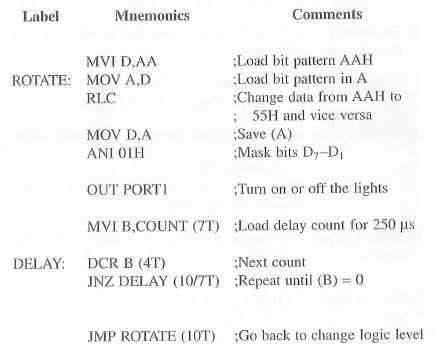 Label Mnemonics Comments
MVI D,AA ;Load bit pattern AAH
ROTATE: MOV A,D ;Load bit pattern in A
RLC ;Change data from AAH to
; 55H and vice versa
MOV D,A ;Save (A)
ANI 01H ;Mask bits D₇–D₁
OUT PORT1 ;Turn on or off the lights
MVI B,COUNT (7T) ;Load delay count for 250 μs
DELAY: DCR B (4T) ;Next count
JNZ DELAY (10/7T) ;Repeat until (B) = 0
JMP ROTATE (10T) ;Go back to change logic level